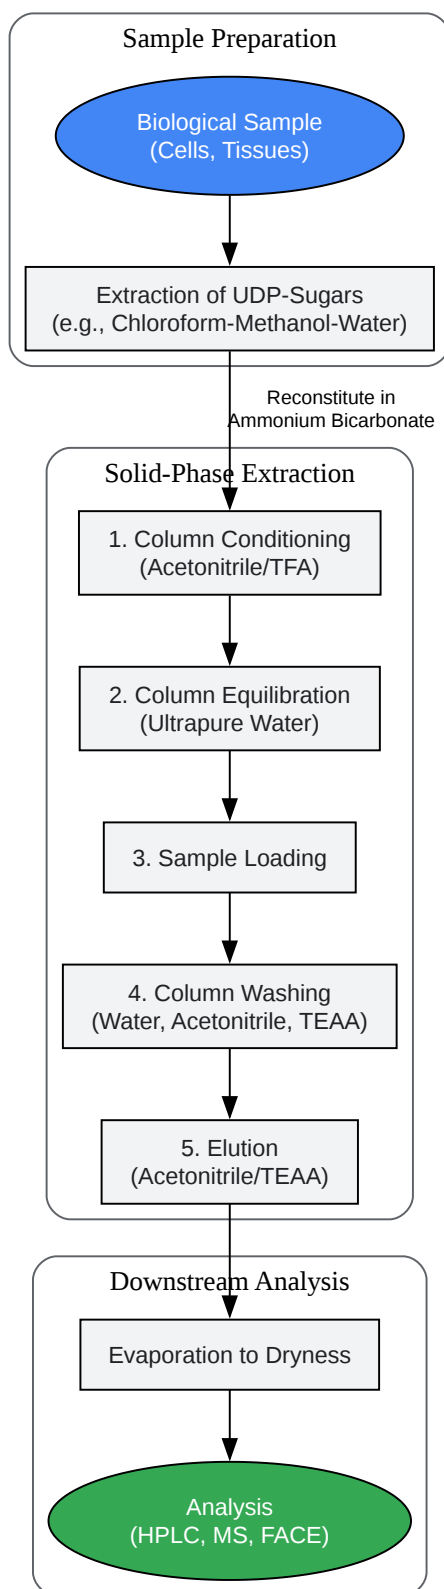 Sample Preparation
Biological Sample
(Cells, Tissues)
Extraction of UDP-Sugars
(e.g., Chloroform-Methanol-Water)
Reconstitute in
Ammonium Bicarbonate
Solid-Phase Extraction
1. Column Conditioning
(Acetonitrile/TFA)
2. Column Equilibration
(Ultrapure Water)
3. Sample Loading
4. Column Washing
(Water, Acetonitrile, TEAA)
5. Elution
(Acetonitrile/TEAA)
Downstream Analysis
Evaporation to Dryness
Analysis
(HPLC, MS, FACE)